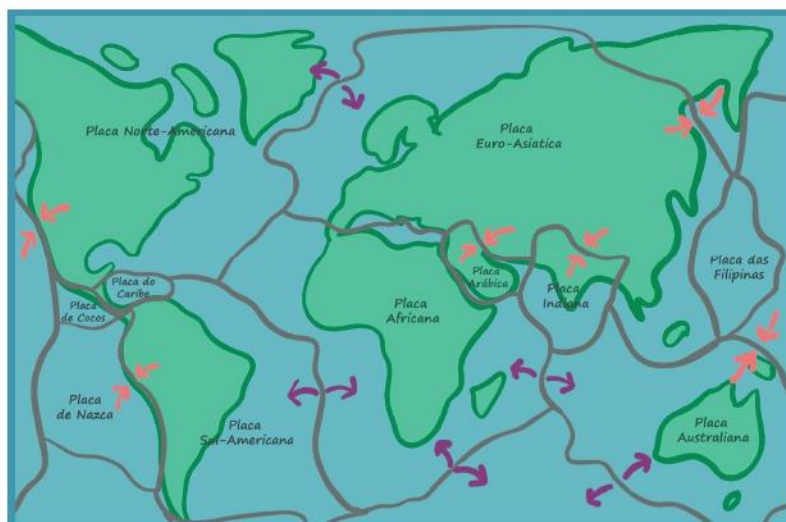 Placa Norte-Americana
Placa
Euro-Asiatica
Placa das
Filipinas
Placa do
Caribe
Placa
de Cocos
Placa
Arábica
Placa
Indiana
Placa
Africana
Placa
de Nazca
Placa
Sul-Americana
Placa
Australiana